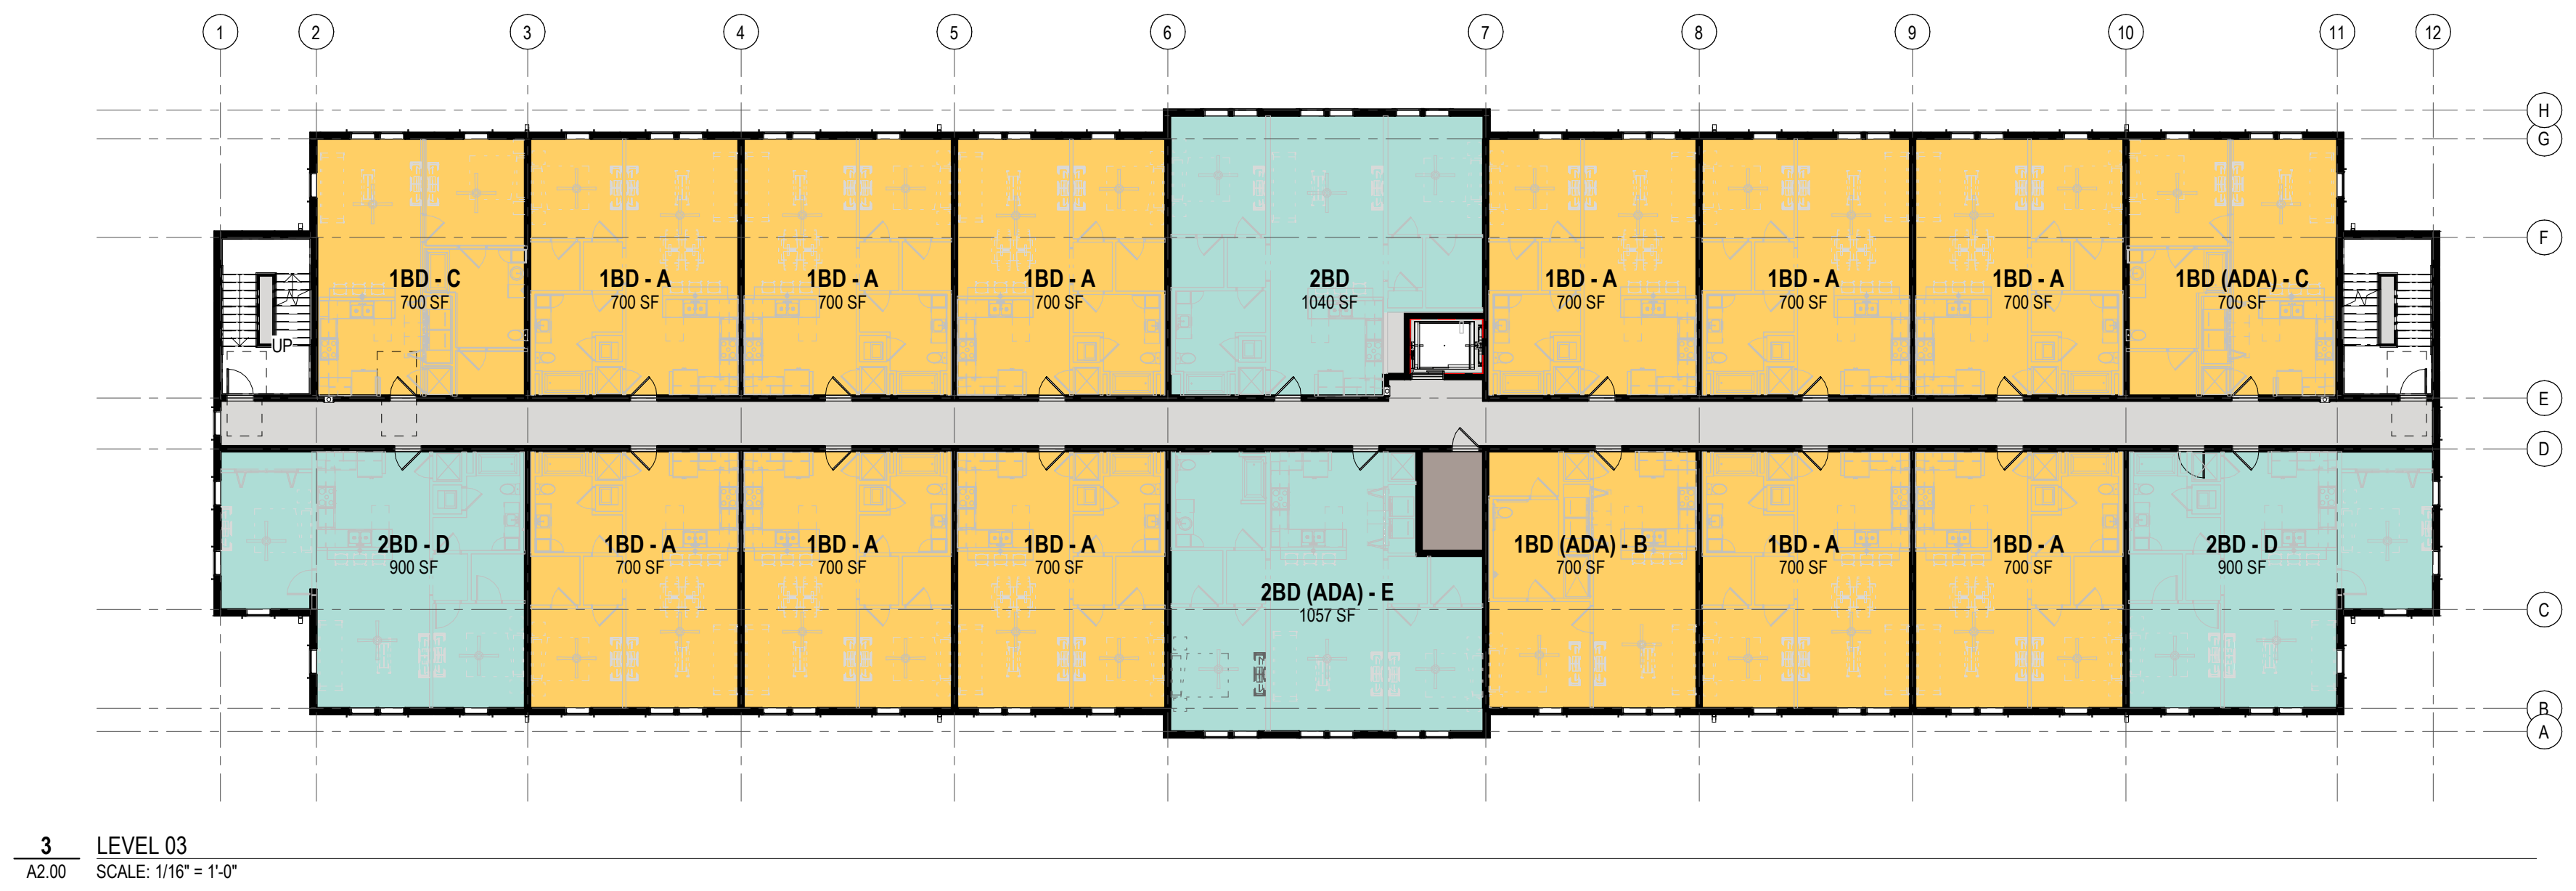 1 2 3 4 5 6 7 8 9 10 11 12
H
G
F
1BD - C
700 SF
1BD - A
700 SF
1BD - A
700 SF
1BD - A
700 SF
2BD
1040 SF
1BD - A
700 SF
1BD - A
700 SF
1BD - A
700 SF
1BD (ADA) - C
700 SF
UP
E
D
2BD - D
900 SF
1BD - A
700 SF
1BD - A
700 SF
1BD - A
700 SF
2BD (ADA) - E
1057 SF
1BD (ADA) - B
700 SF
1BD - A
700 SF
1BD - A
700 SF
2BD - D
900 SF
C
B
A
3 LEVEL 03
A2.00 SCALE: 1/16" = 1'-0"